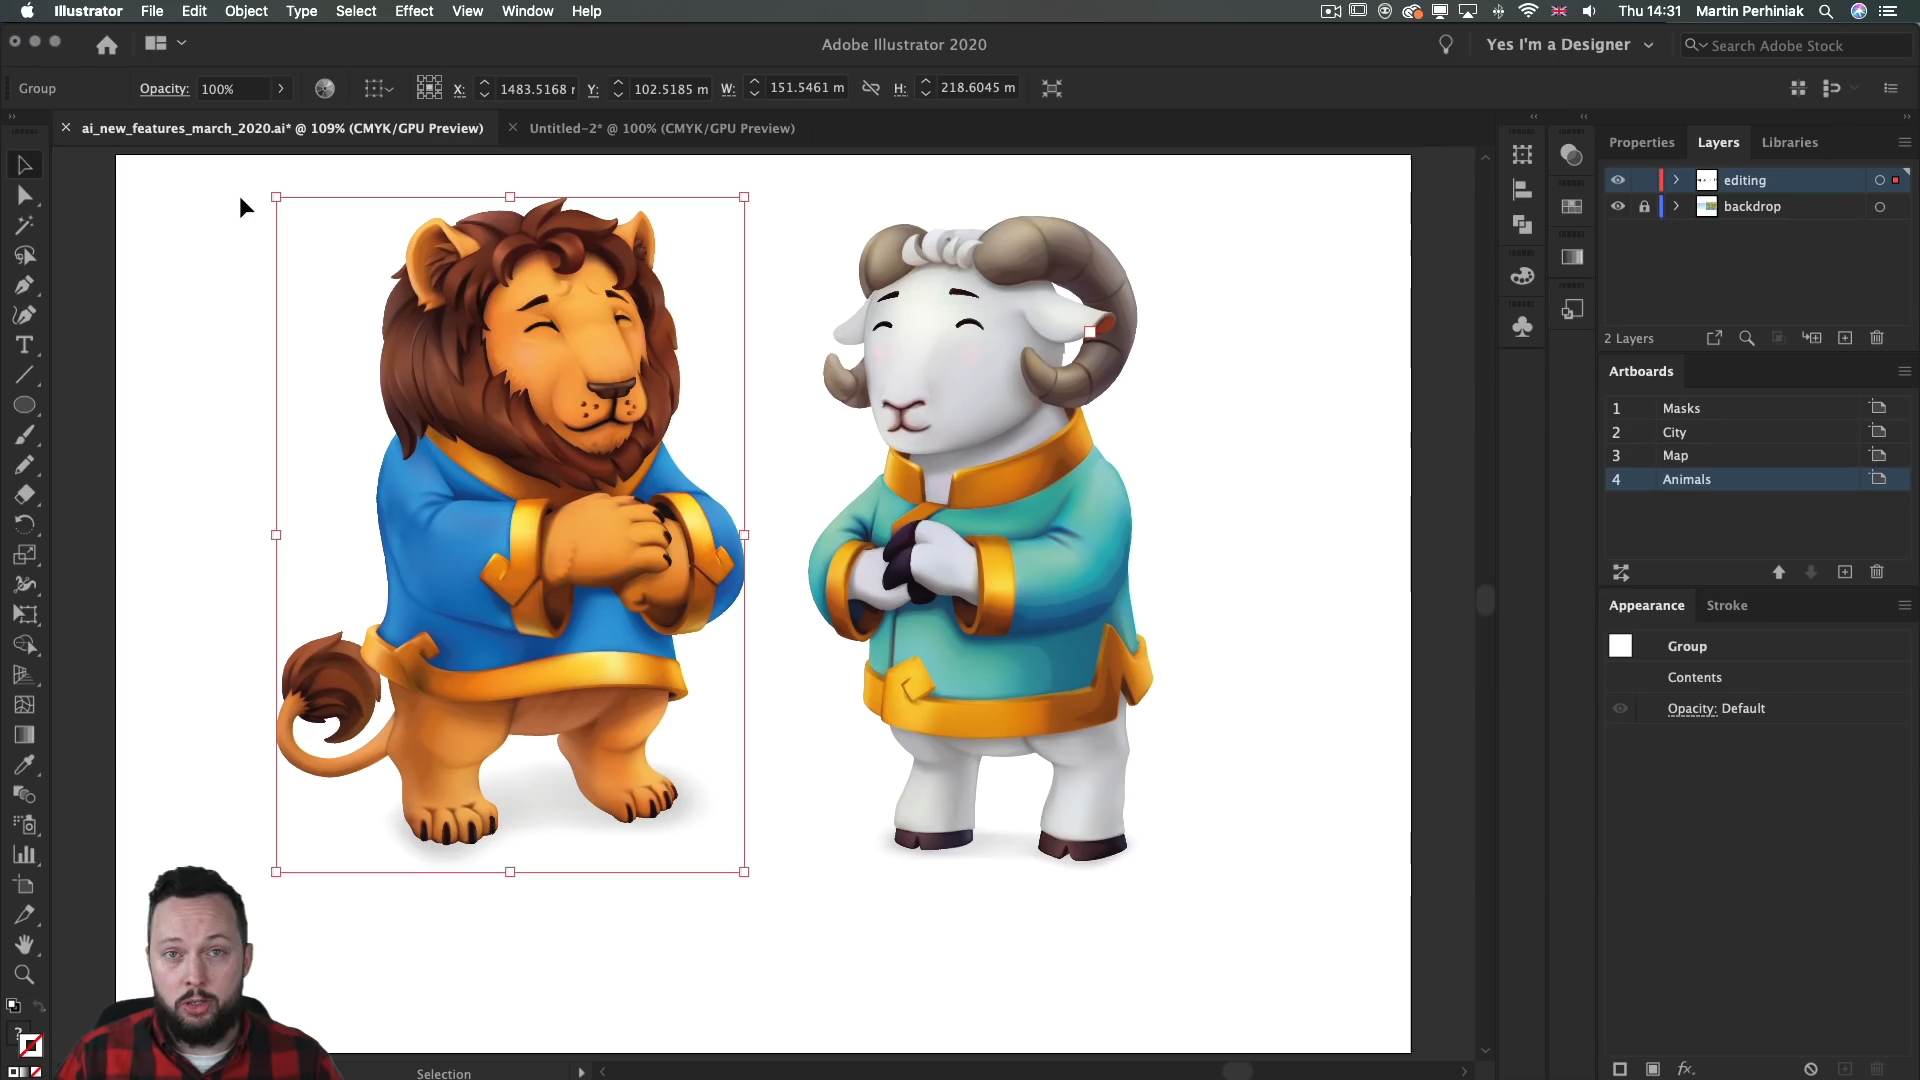 Illustrator File Edit Object Type Select Effect View Window Help
Thu 14:31 Martin Perhiniak
Adobe Illustrator 2020
Yes I'm a Designer
Search Adobe Stock
Group
Opacity: 100%
X: 1483.5168 r
Y: 102.5185 m
W: 151.5461 m
H: 218.6045 m
ai_new_features_march_2020.ai* @ 109% (CMYK/GPU Preview)
Untitled-2* @ 100% (CMYK/GPU Preview)
Properties Layers Libraries
editing
backdrop
2 Layers
Artboards
1 Masks
2 City
3 Map
4 Animals
Appearance Stroke
Group
Contents
Opacity: Default
fx.
?
Selection